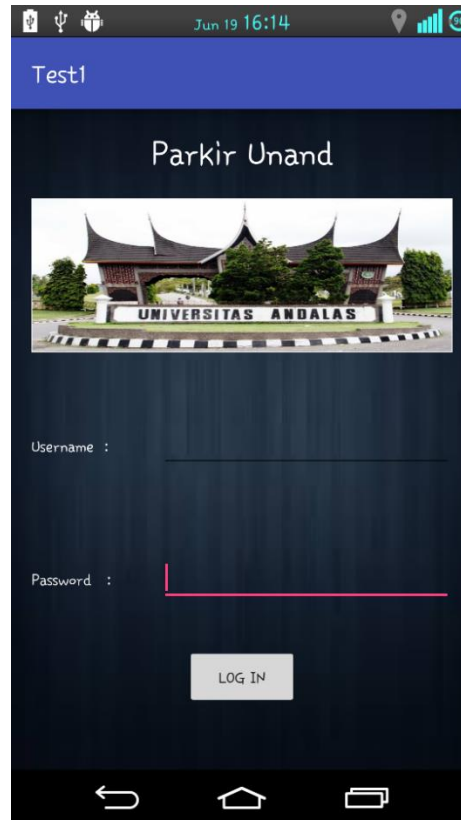 Jun 19 16:14
Test1
Parkir Unand
UNIVERSITAS ANDALAS
Username :
Password :
LOG IN